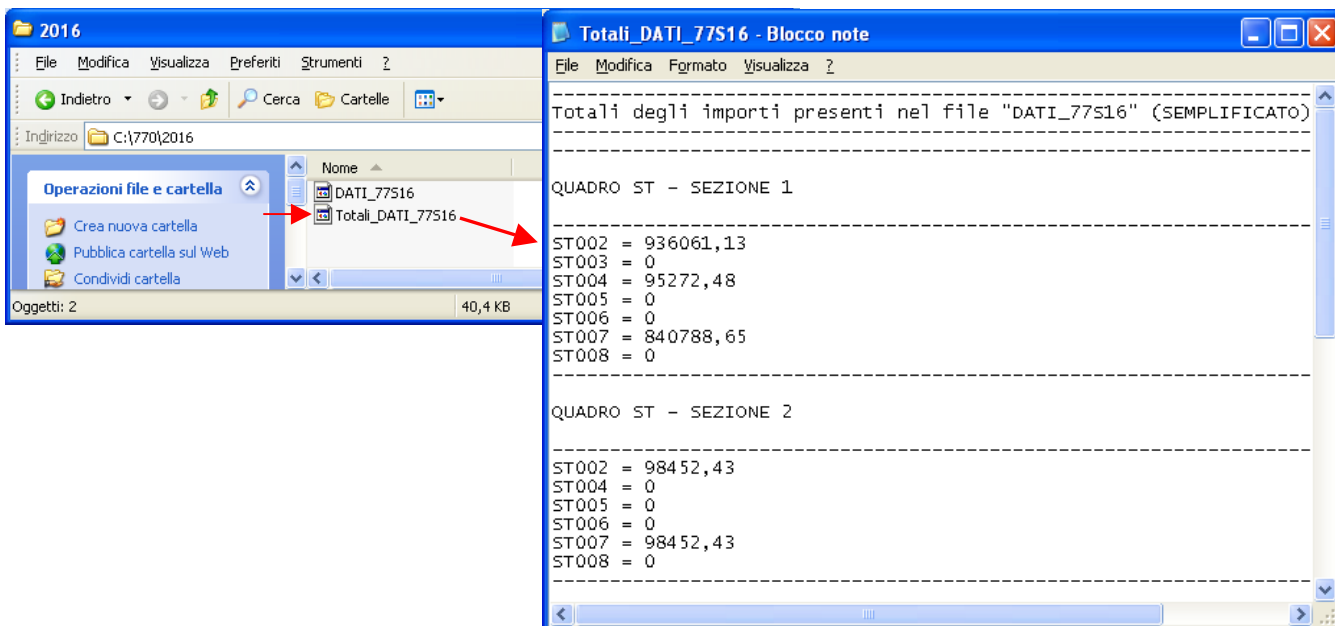 2016
File Modifica Visualizza Preferiti Strumenti ?
Indietro Cerca Cartelle
Indirizzo C:\770\2016
Operazioni file e cartella
Crea nuova cartella
Pubblica cartella sul Web
Condividi cartella
Nome
DATI_77S16
Totali_DATI_77S16
Oggetti: 2
40,4 KB
Totali_DATI_77S16 - Blocco note
File Modifica Formato Visualizza ?
-------------------------------------------------------
Totali degli importi presenti nel file "DATI_77S16" (SEMPLIFICATO)
-------------------------------------------------------
-------------------------------------------------------
QUADRO ST - SEZIONE 1
-------------------------------------------------------
ST002 = 936061,13
ST003 = 0
ST004 = 95272,48
ST005 = 0
ST006 = 0
ST007 = 840788,65
ST008 = 0
-------------------------------------------------------
QUADRO ST - SEZIONE 2
-------------------------------------------------------
ST002 = 98452,43
ST004 = 0
ST005 = 0
ST006 = 0
ST007 = 98452,43
ST008 = 0
-------------------------------------------------------